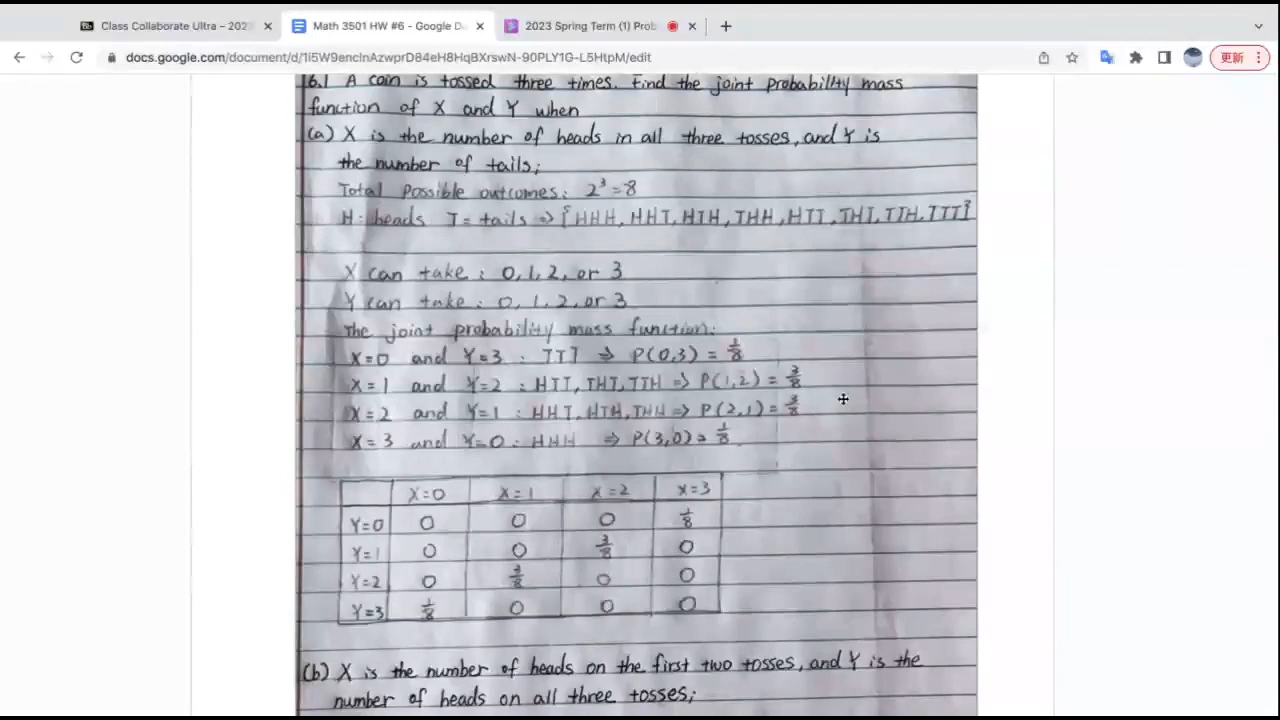 Class Collaborate Ultra – 202
Math 3501 HW #6 - Google D
2023 Spring Term (1) Prob
docs.google.com/document/d/1i5W9encInAzwprD84eH8HqBXrswN-90PLY1G-L5HtpM/edit
更新
6.1 A coin is tossed three times. Find the joint probability mass
function of X and Y when
(a) X is the number of heads in all three tosses, and Y is
the number of tails;
Total possible outcomes: 2³=8
H: heads T= tails ⇒ {HHH, HHT, HTH, THH, HTT, THT, TTH, TTT}
X can take: 0, 1, 2, or 3
Y can take: 0, 1, 2, or 3
The joint probability mass function:
X=0 and Y=3 : TTT ⇒ P(0,3) = 1/8
X=1 and Y=2 : HTT, THT, TTH ⇒ P(1,2) = 3/8
X=2 and Y=1 : HHT, HTH, THH ⇒ P(2,1) = 3/8
X=3 and Y=0 : HHH ⇒ P(3,0) = 1/8.
X=0 X=1 X=2 X=3
Y=0 0 0 0 1/8
Y=1 0 0 3/8 0
Y=2 0 3/8 0 0
Y=3 1/8 0 0 0
(b) X is the number of heads on the first two tosses, and Y is the
number of heads on all three tosses;